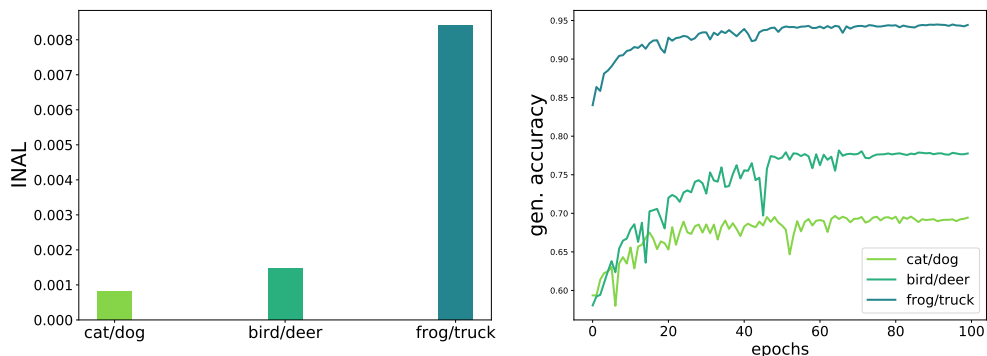 INAL
0.008
0.007
0.006
0.005
0.004
0.003
0.002
0.001
0.000
cat/dog bird/deer frog/truck
gen. accuracy
0.95
0.90
0.85
0.80
0.75
0.70
0.65
0.60
0 20 40 60 80 100
epochs
cat/dog
bird/deer
frog/truck